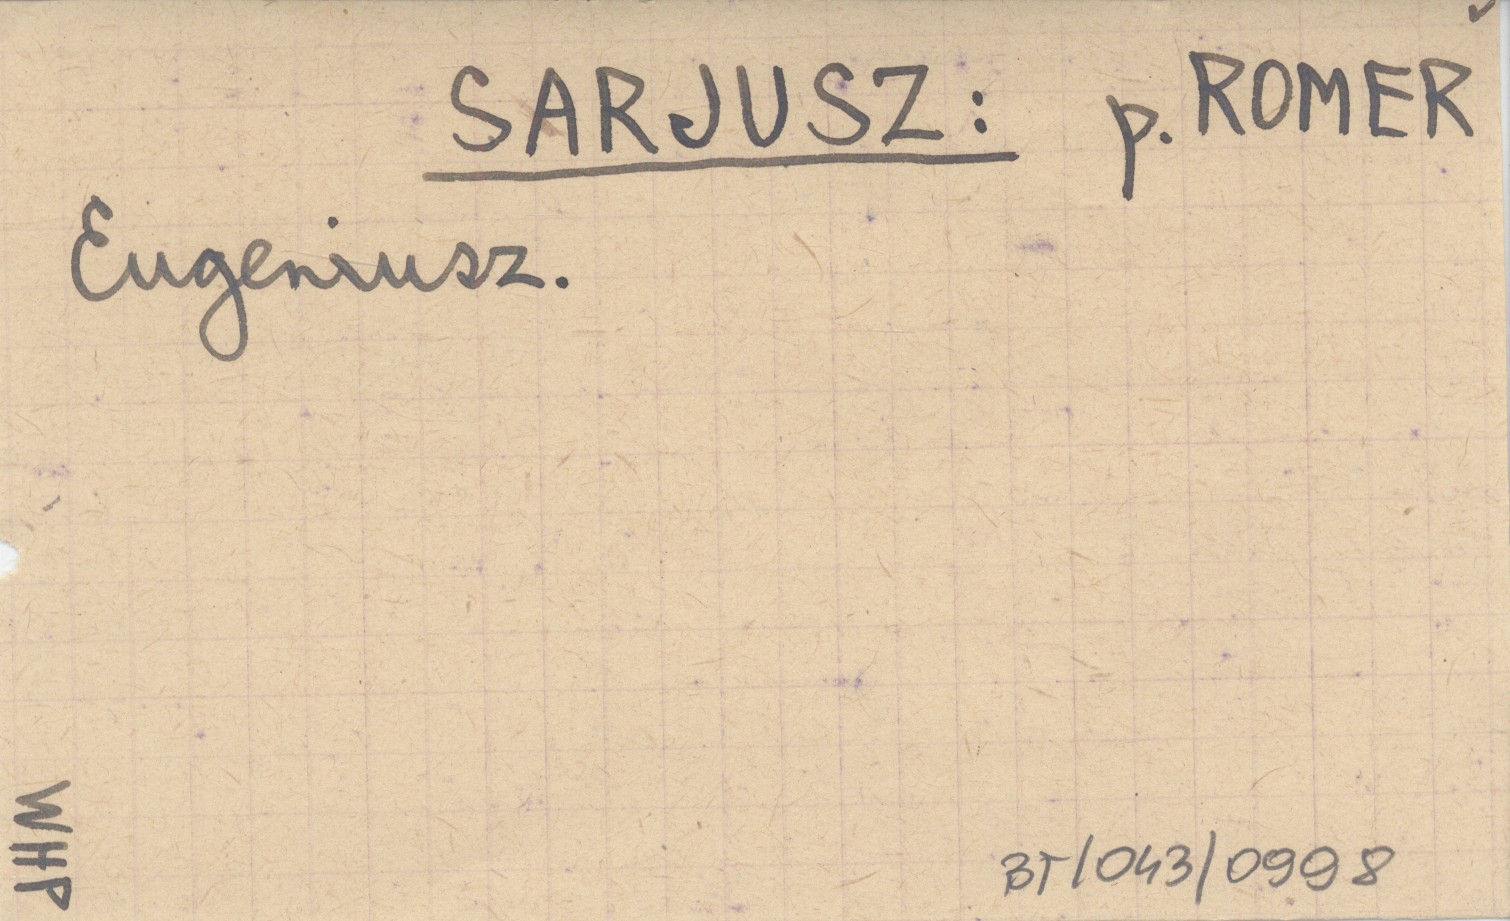 SARJUSZ: p. ROMER
Eugeniusz.
WHP
BT/043/0998